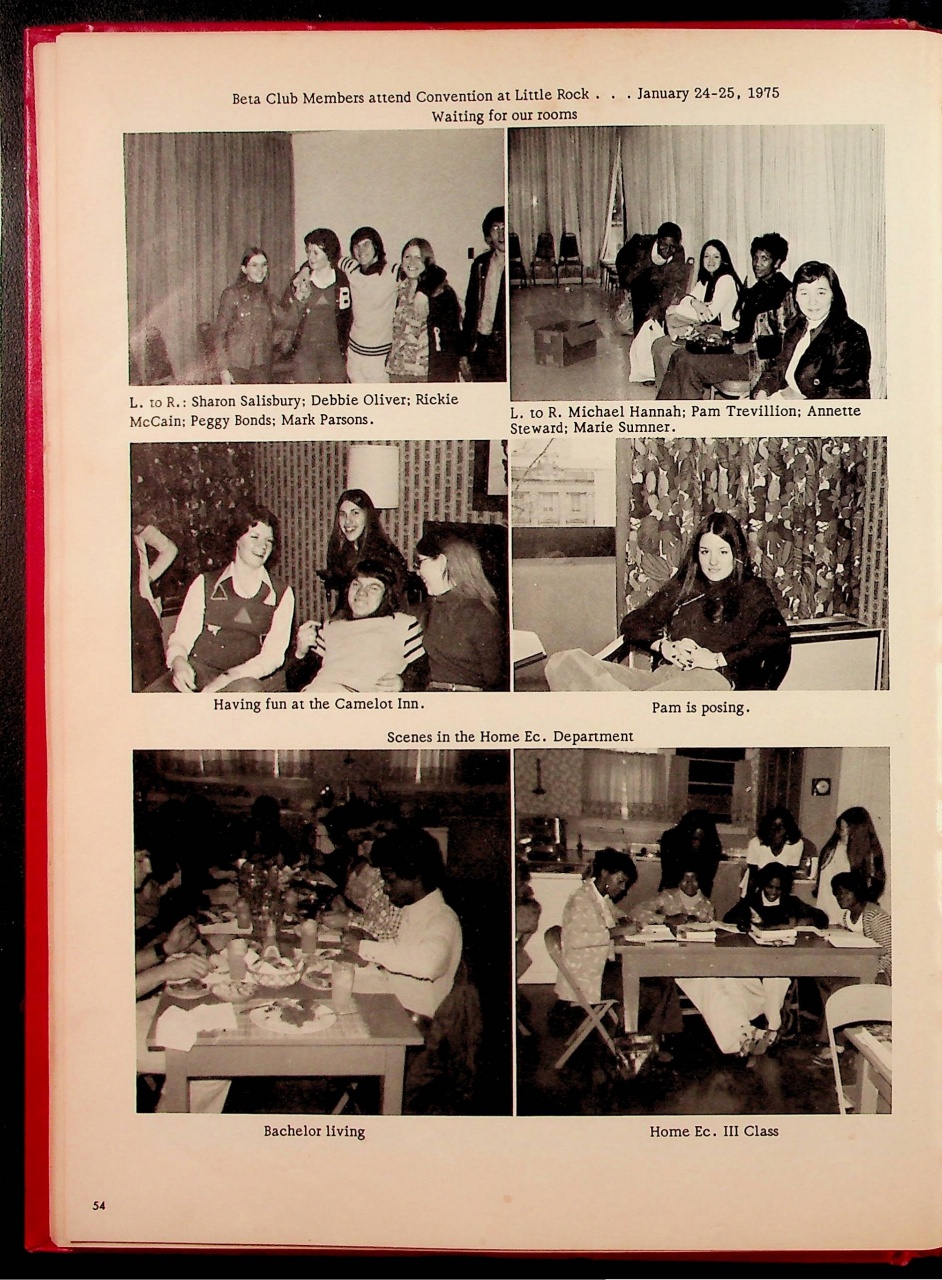 Beta Club Members attend Convention at Little Rock . . . January 24-25, 1975
Waiting for our rooms
B
L. to R.: Sharon Salisbury; Debbie Oliver; Rickie
McCain; Peggy Bonds; Mark Parsons.
L. to R. Michael Hannah; Pam Trevillion; Annette
Steward; Marie Sumner.
Having fun at the Camelot Inn.
Pam is posing.
Scenes in the Home Ec. Department
Bachelor living
Home Ec. III Class
54